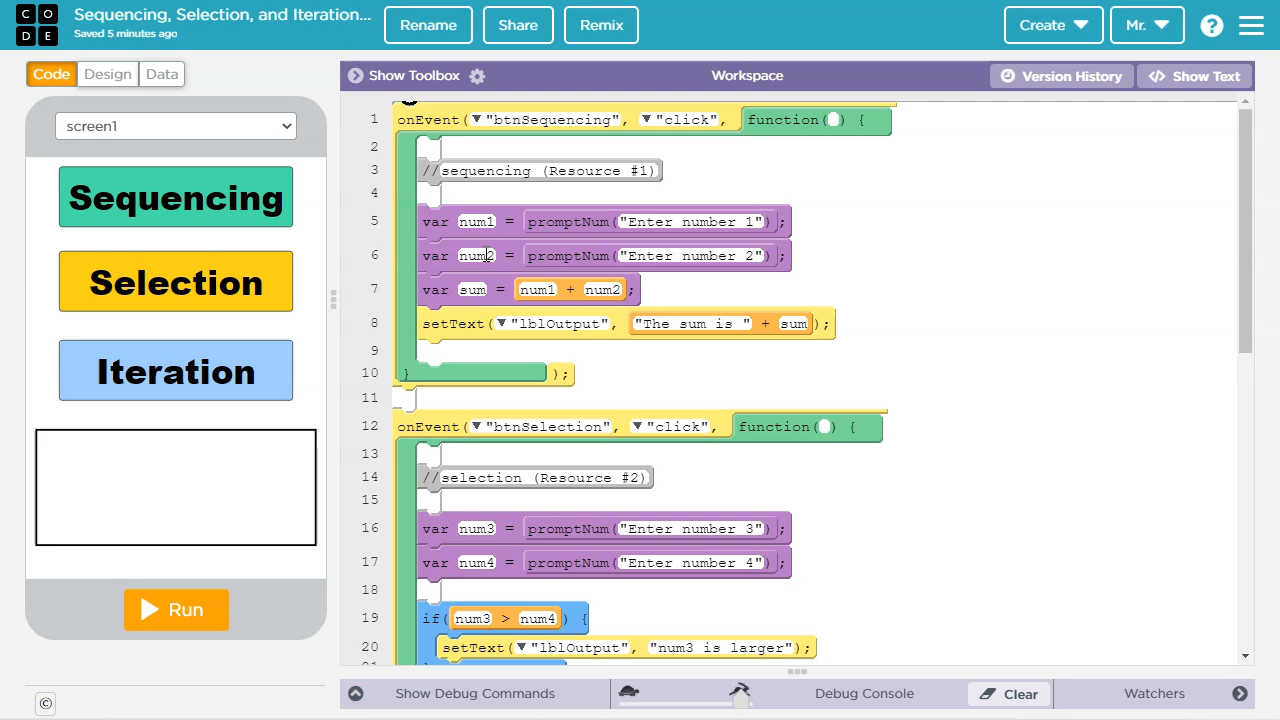 CODE
Sequencing, Selection, and Iteration...
Saved 5 minutes ago
Rename
Share
Remix
Create
Mr.
?
Code
Design
Data
Show Toolbox
Workspace
Version History
</> Show Text
screen1
Sequencing
Selection
Iteration
Run
©
1 onEvent( "btnSequencing", "click", function( ) {
2
3 //sequencing (Resource #1)
4
5 var num1 = promptNum("Enter number 1");
6 var num2 = promptNum("Enter number 2");
7 var sum = num1 + num2;
8 setText( "lblOutput", "The sum is " + sum);
9
10 } );
11
12 onEvent( "btnSelection", "click", function( ) {
13
14 //selection (Resource #2)
15
16 var num3 = promptNum("Enter number 3");
17 var num4 = promptNum("Enter number 4");
18
19 if( num3 > num4 ) {
20 setText( "lblOutput", "num3 is larger");
21 }
Show Debug Commands
Debug Console
Clear
Watchers